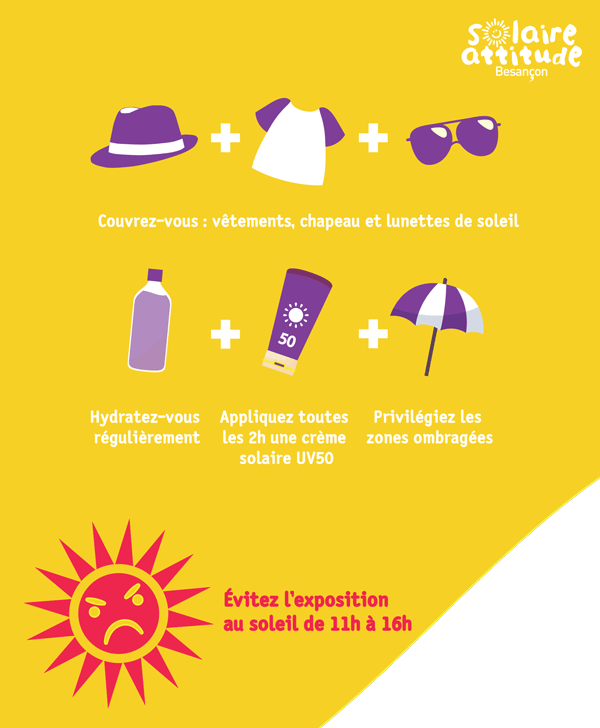 solaire
attitude
Besançon
Couvrez-vous : vêtements, chapeau et lunettes de soleil
50
Hydratez-vous
régulièrement
Appliquez toutes
les 2h une crème
solaire UV50
Privilégiez les
zones ombragées
Évitez l'exposition
au soleil de 11h à 16h